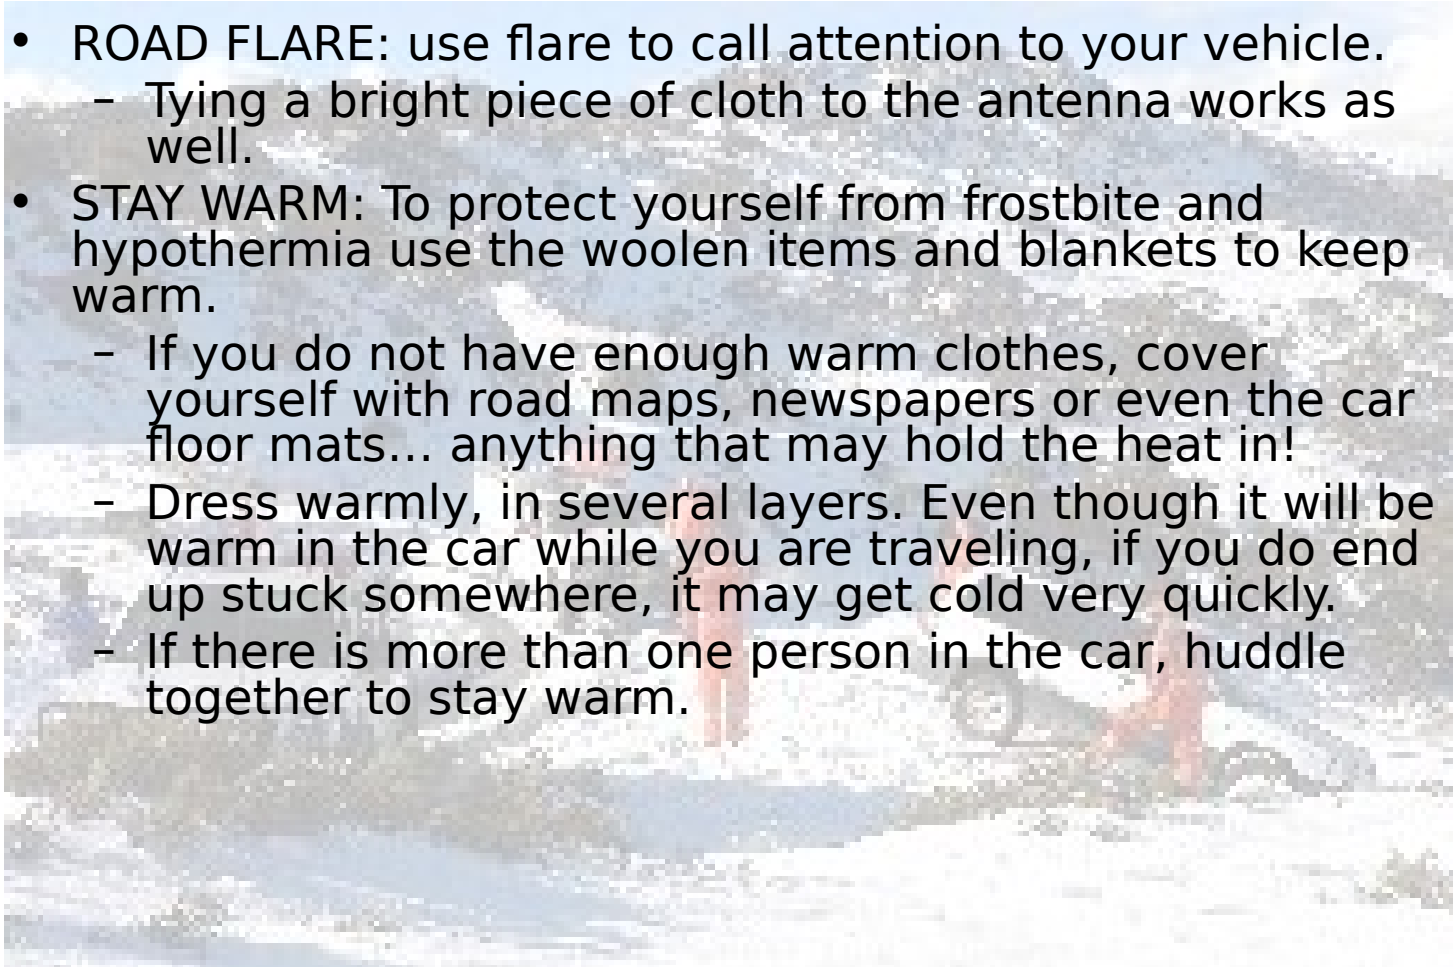 • ROAD FLARE: use flare to call attention to your vehicle.
– Tying a bright piece of cloth to the antenna works as
well.
• STAY WARM: To protect yourself from frostbite and
hypothermia use the woolen items and blankets to keep
warm.
– If you do not have enough warm clothes, cover
yourself with road maps, newspapers or even the car
floor mats... anything that may hold the heat in!
– Dress warmly, in several layers. Even though it will be
warm in the car while you are traveling, if you do end
up stuck somewhere, it may get cold very quickly.
– If there is more than one person in the car, huddle
together to stay warm.